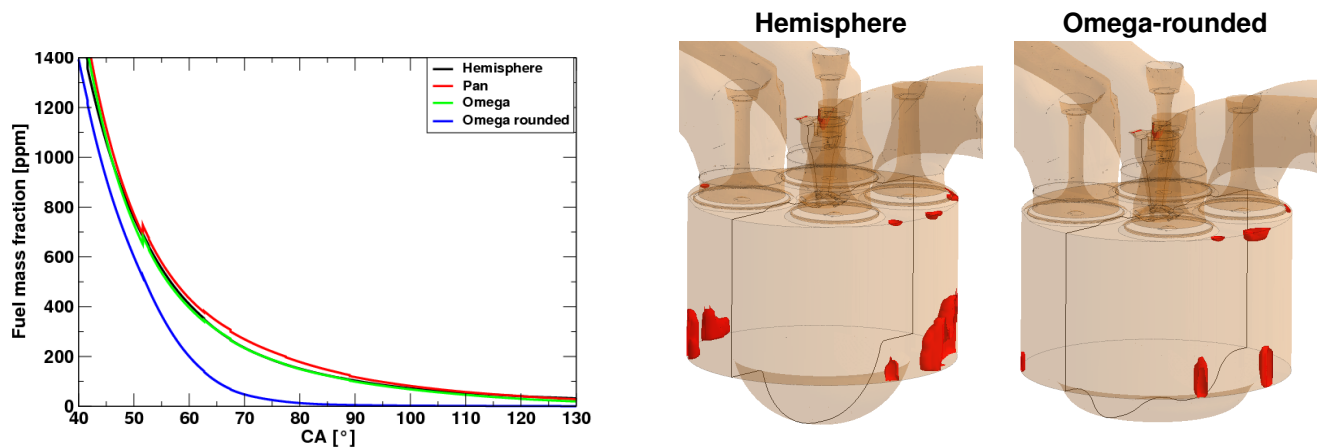 Hemisphere
Omega-rounded
1400
1200
1000
800
600
400
200
0
Fuel mass fraction [ppm]
Hemisphere
Pan
Omega
Omega rounded
40 50 60 70 80 90 100 110 120 130
CA [°]